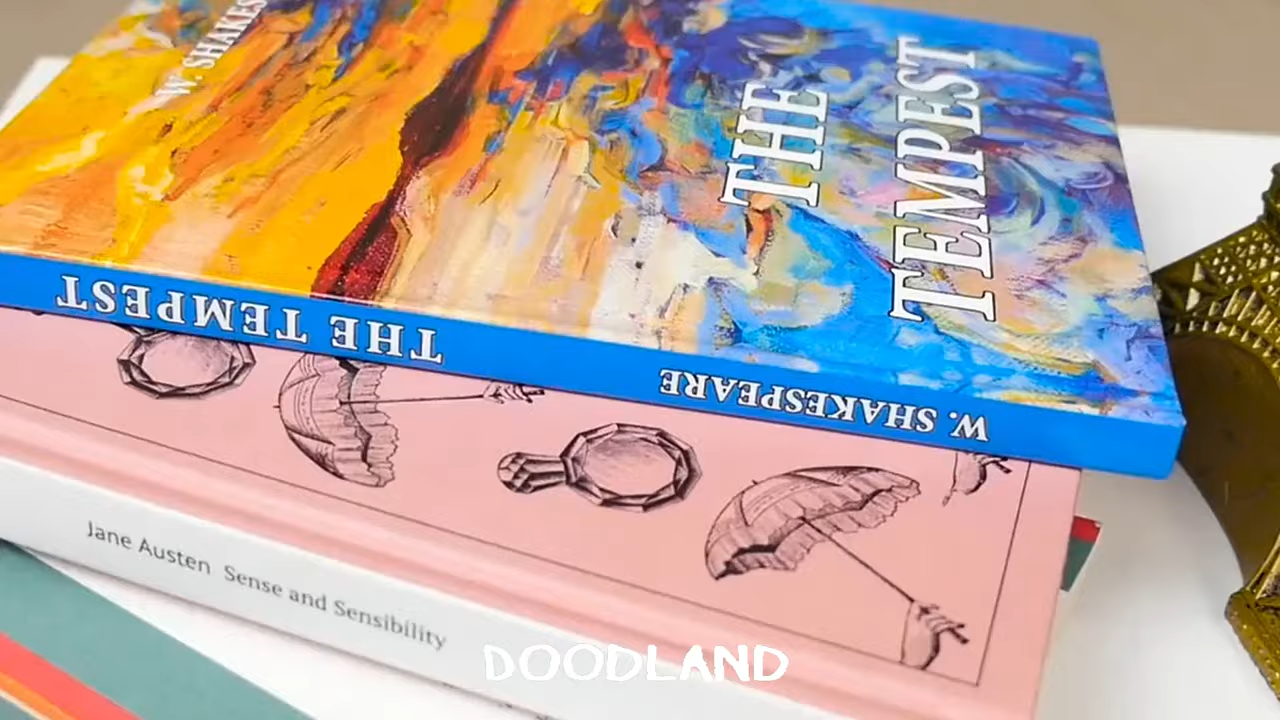 W. SHAKES
THE
TEMPEST
THE TEMPEST
W. SHAKESPEARE
Jane Austen Sense and Sensibility
DOODLAND